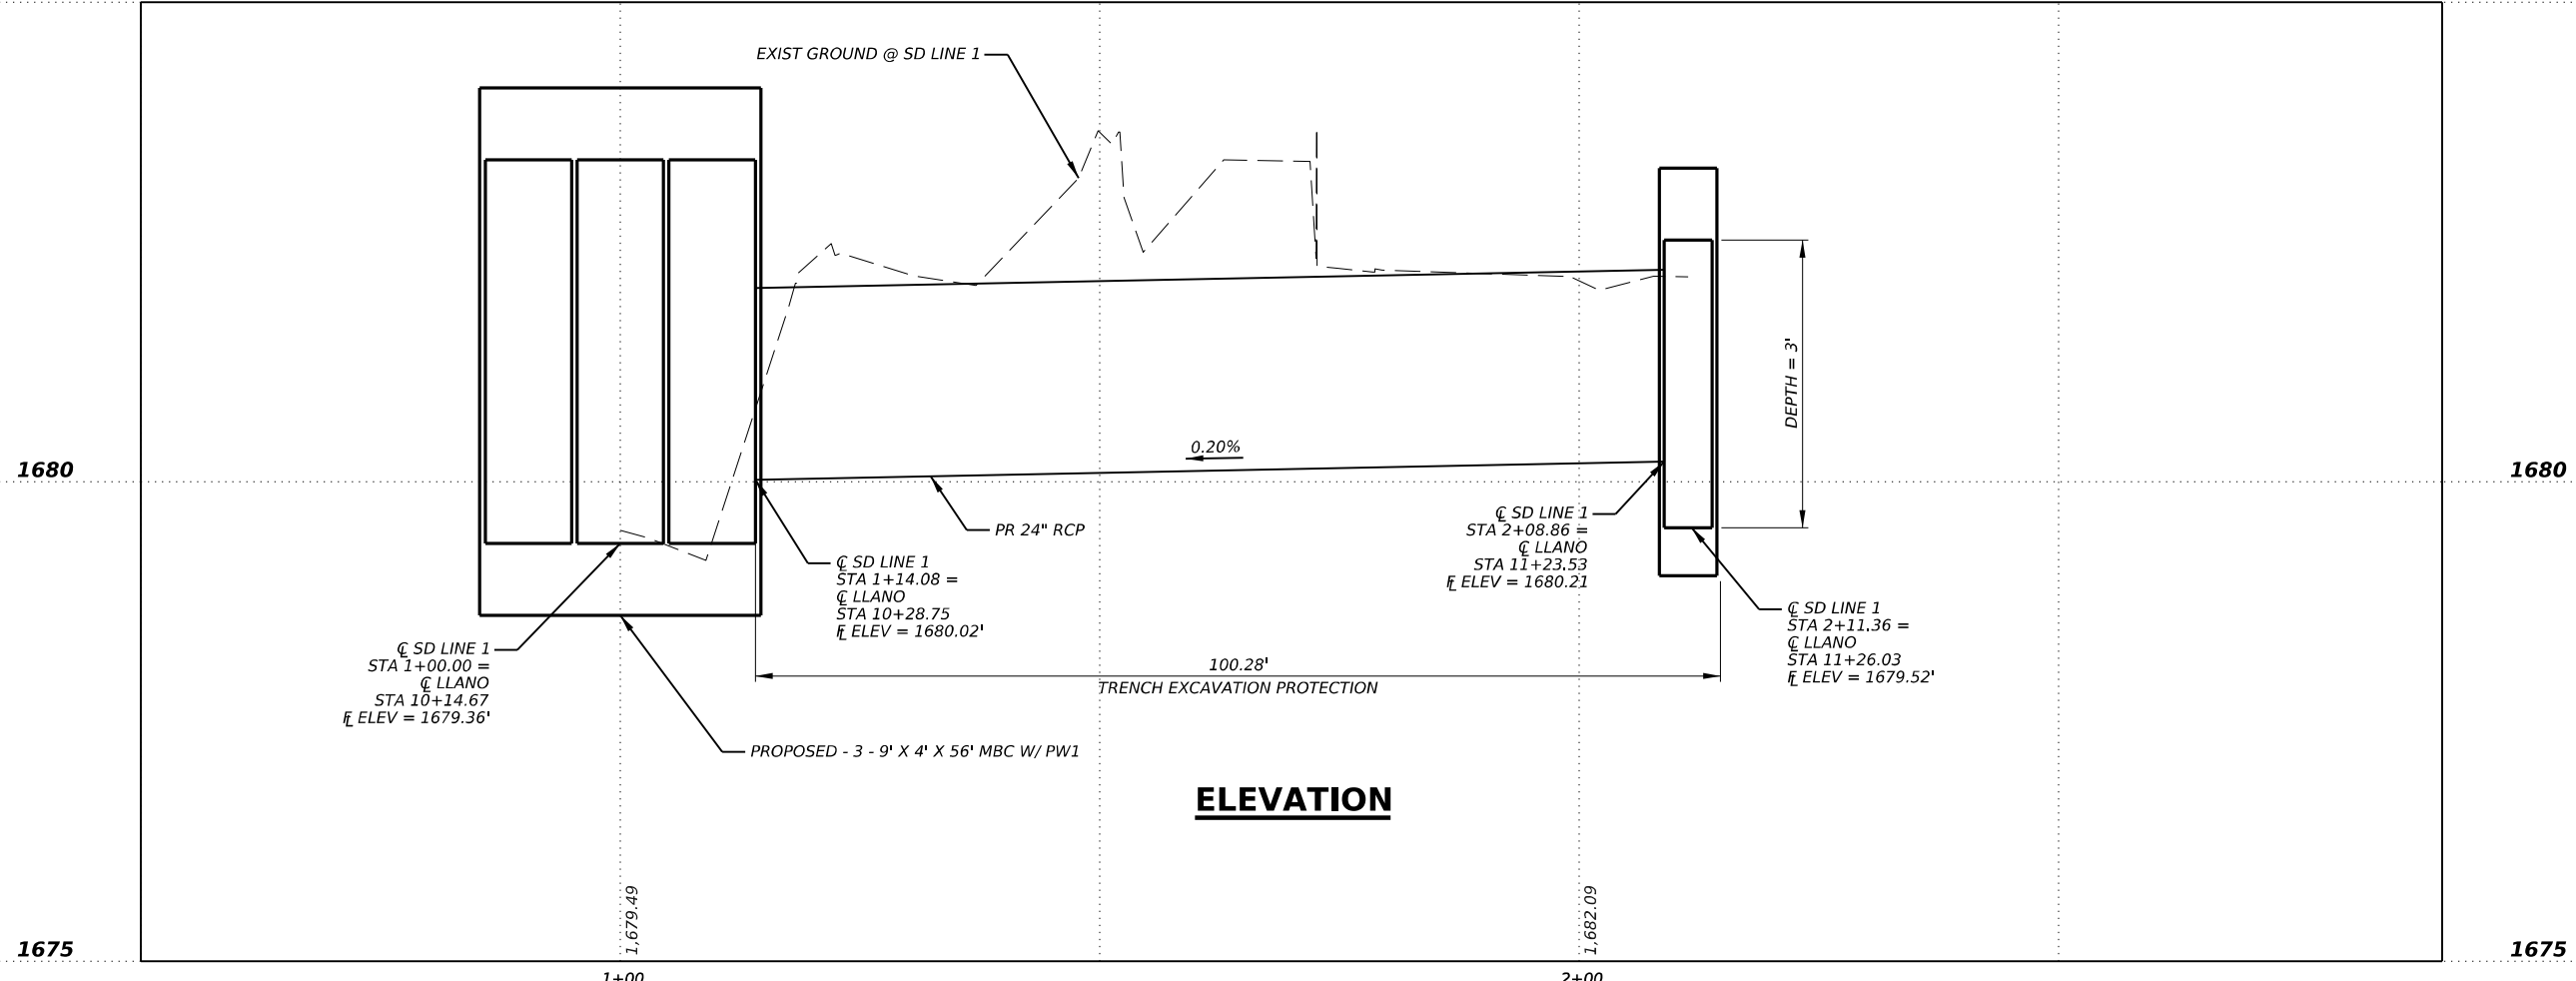 EXIST GROUND @ SD LINE 1
DEPTH = 3'
1680
0.20%
1680
PR 24" RCP
℄ SD LINE 1
STA 2+08.86 =
℄ LLANO
STA 11+23.53
FL ELEV = 1680.21
℄ SD LINE 1
STA 1+14.08 =
℄ LLANO
STA 10+28.75
FL ELEV = 1680.02'
℄ SD LINE 1
STA 2+11.36 =
℄ LLANO
STA 11+26.03
FL ELEV = 1679.52'
℄ SD LINE 1
STA 1+00.00 =
℄ LLANO
STA 10+14.67
FL ELEV = 1679.36'
100.28'
TRENCH EXCAVATION PROTECTION
PROPOSED - 3 - 9' X 4' X 56' MBC W/ PW1
ELEVATION
1,679.49
1,682.09
1675
1675
1+00
2+00